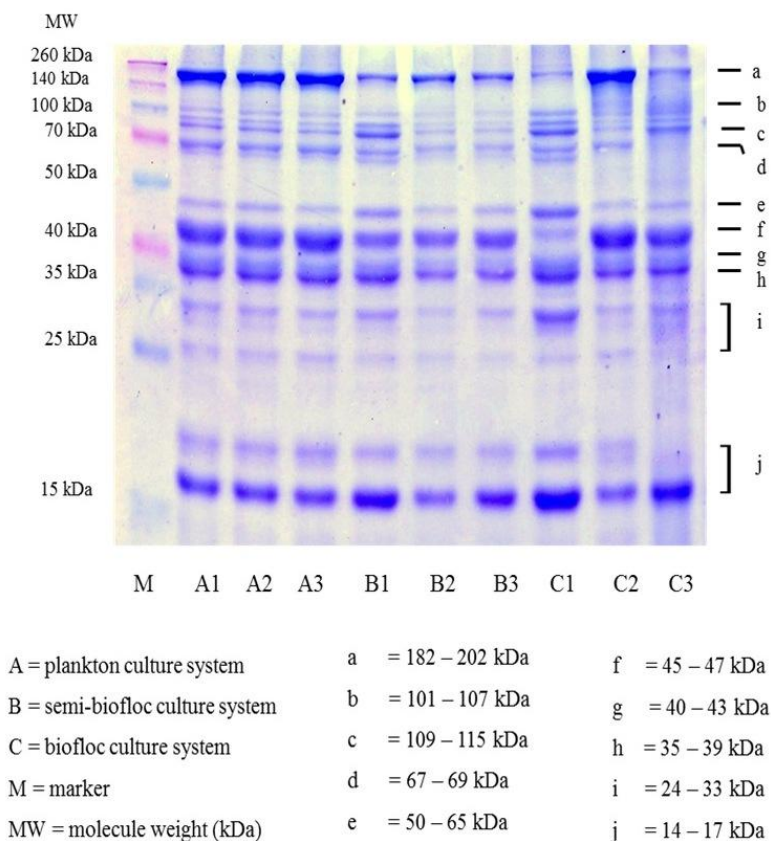 MW
260 kDa
140 kDa
100 kDa
70 kDa
50 kDa
40 kDa
35 kDa
25 kDa
15 kDa
a
b
c
d
e
f
g
h
i
j
M A1 A2 A3 B1 B2 B3 C1 C2 C3
A = plankton culture system
B = semi-biofloc culture system
C = biofloc culture system
M = marker
MW = molecule weight (kDa)
a = 182 – 202 kDa
b = 101 – 107 kDa
c = 109 – 115 kDa
d = 67 – 69 kDa
e = 50 – 65 kDa
f = 45 – 47 kDa
g = 40 – 43 kDa
h = 35 – 39 kDa
i = 24 – 33 kDa
j = 14 – 17 kDa